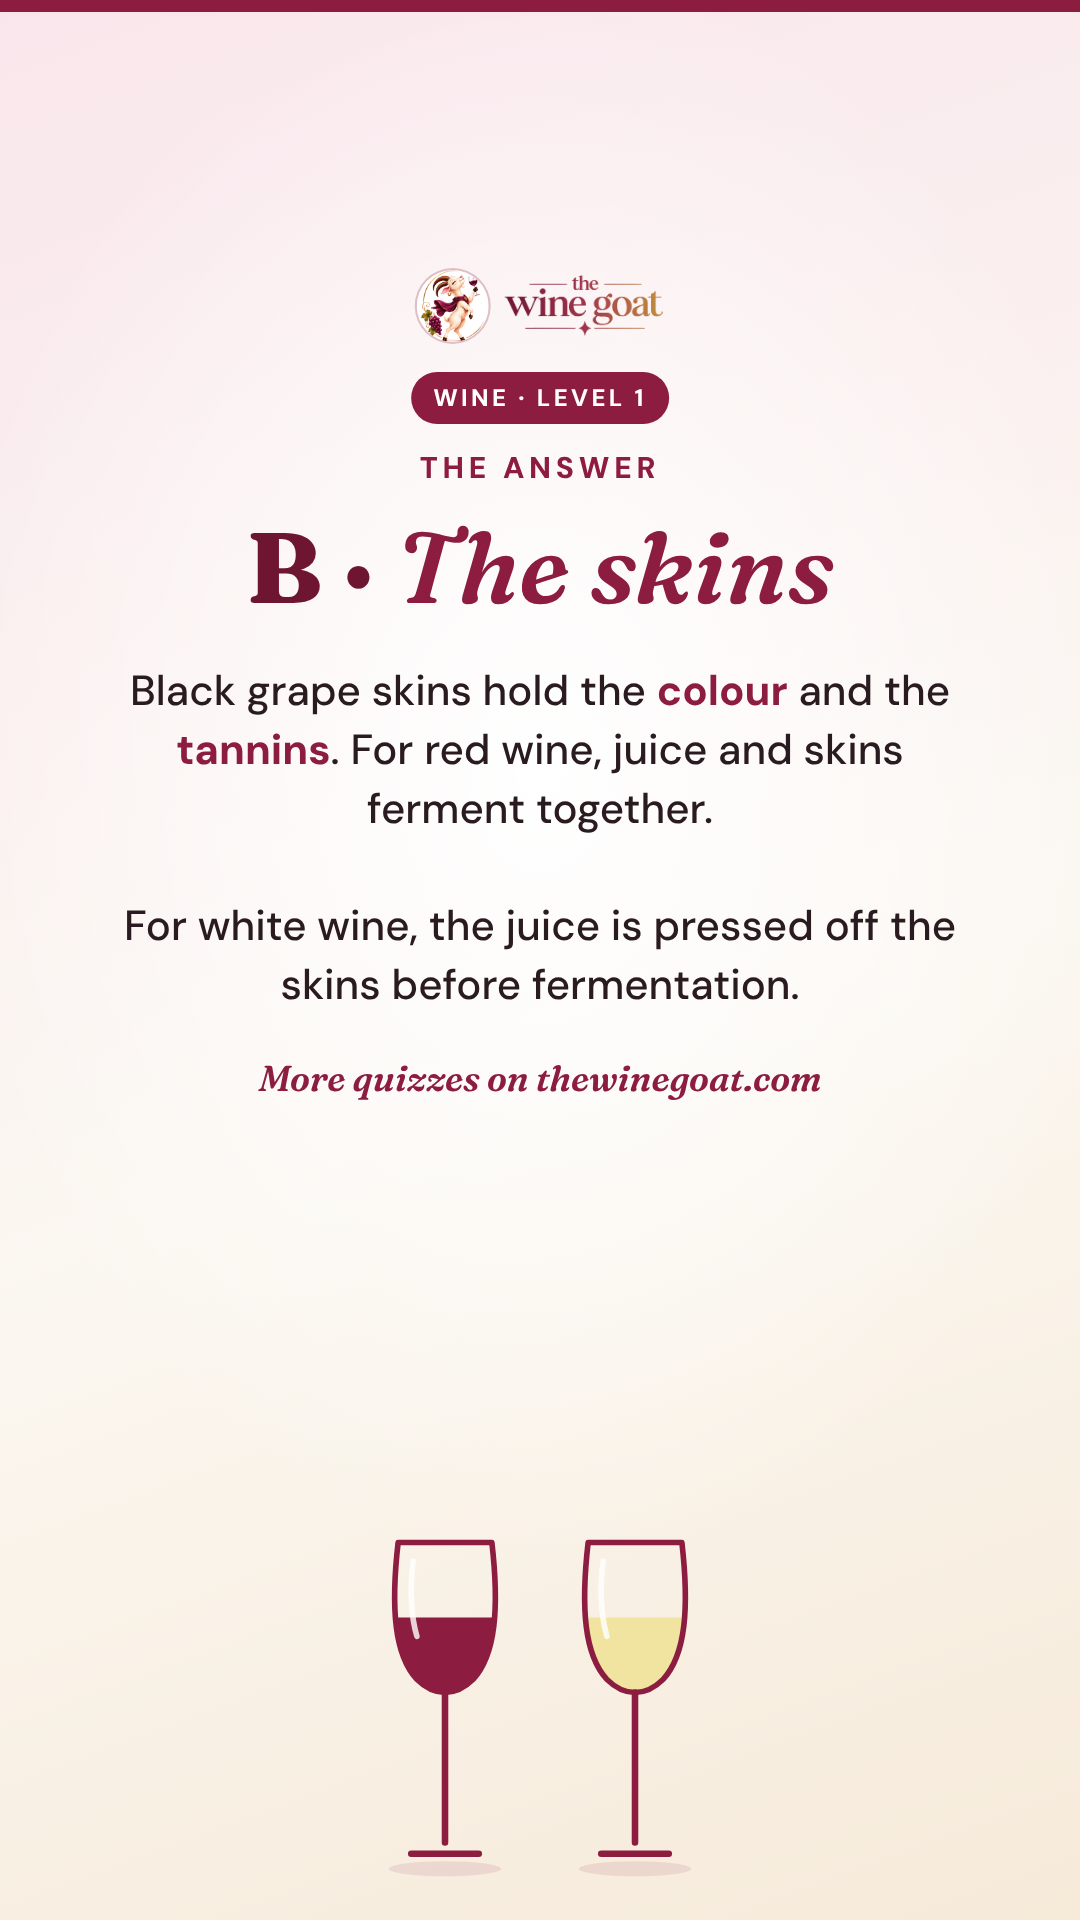 the
wine goat
WINE · LEVEL 1
THE ANSWER
B · The skins
Black grape skins hold the colour and the
tannins. For red wine, juice and skins
ferment together.
For white wine, the juice is pressed off the
skins before fermentation.
More quizzes on thewinegoat.com